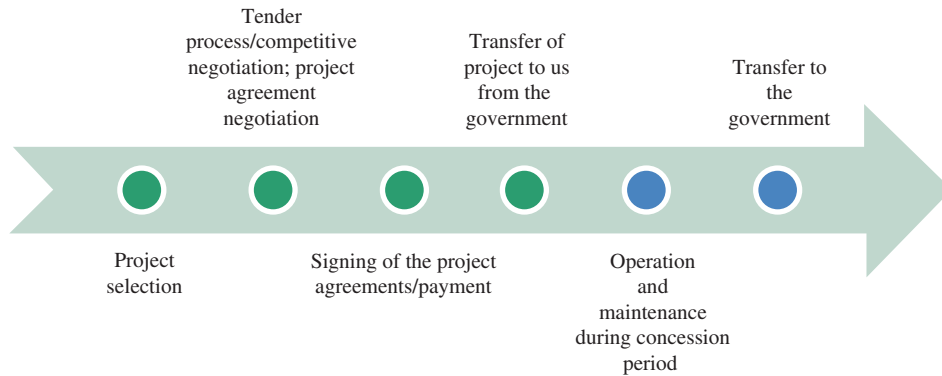 Tender
process/competitive
negotiation; project
agreement
negotiation
Transfer of
project to us
from the
government
Transfer to
the
government
Project
selection
Signing of the project
agreements/payment
Operation
and
maintenance
during concession
period